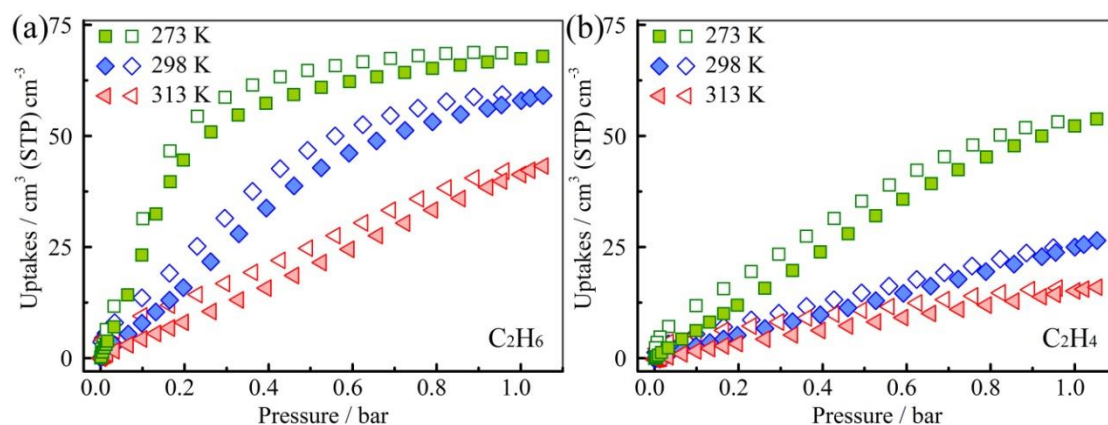 (a)
75
50
25
0
Uptakes / cm³ (STP) cm⁻³
273 K
298 K
313 K
C₂H₆
0.0 0.2 0.4 0.6 0.8 1.0
Pressure / bar
(b)
75
50
25
0
Uptakes / cm³ (STP) cm⁻³
273 K
298 K
313 K
C₂H₄
0.0 0.2 0.4 0.6 0.8 1.0
Pressure / bar